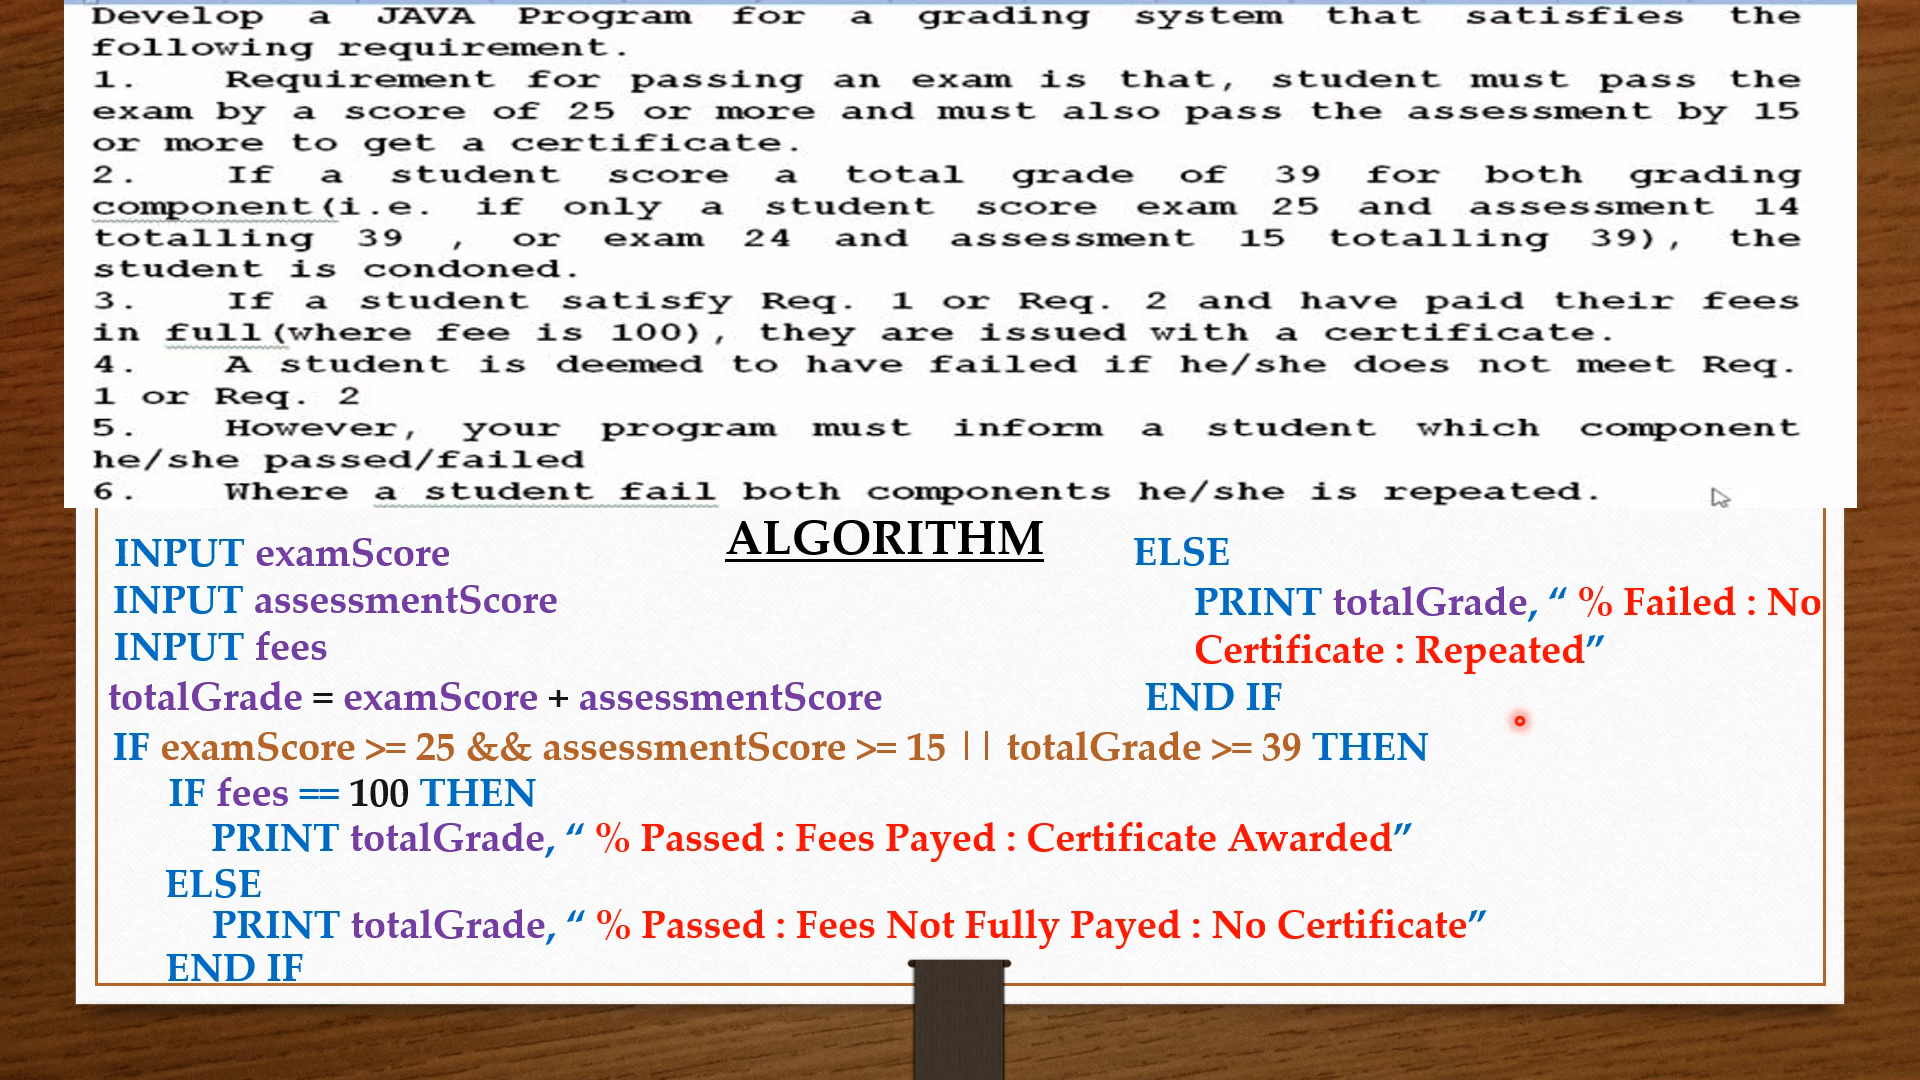 Develop a JAVA Program for a grading system that satisfies the
following requirement.
1. Requirement for passing an exam is that, student must pass the
exam by a score of 25 or more and must also pass the assessment by 15
or more to get a certificate.
2. If a student score a total grade of 39 for both grading
component(i.e. if only a student score exam 25 and assessment 14
totalling 39 , or exam 24 and assessment 15 totalling 39), the
student is condoned.
3. If a student satisfy Req. 1 or Req. 2 and have paid their fees
in full(where fee is 100), they are issued with a certificate.
4. A student is deemed to have failed if he/she does not meet Req.
1 or Req. 2
5. However, your program must inform a student which component
he/she passed/failed
6. Where a student fail both components he/she is repeated.
ALGORITHM
INPUT examScore
INPUT assessmentScore
INPUT fees
totalGrade = examScore + assessmentScore
IF examScore >= 25 && assessmentScore >= 15 || totalGrade >= 39 THEN
IF fees == 100 THEN
PRINT totalGrade, “ % Passed : Fees Payed : Certificate Awarded”
ELSE
PRINT totalGrade, “ % Passed : Fees Not Fully Payed : No Certificate”
END IF
ELSE
PRINT totalGrade, “ % Failed : No
Certificate : Repeated”
END IF